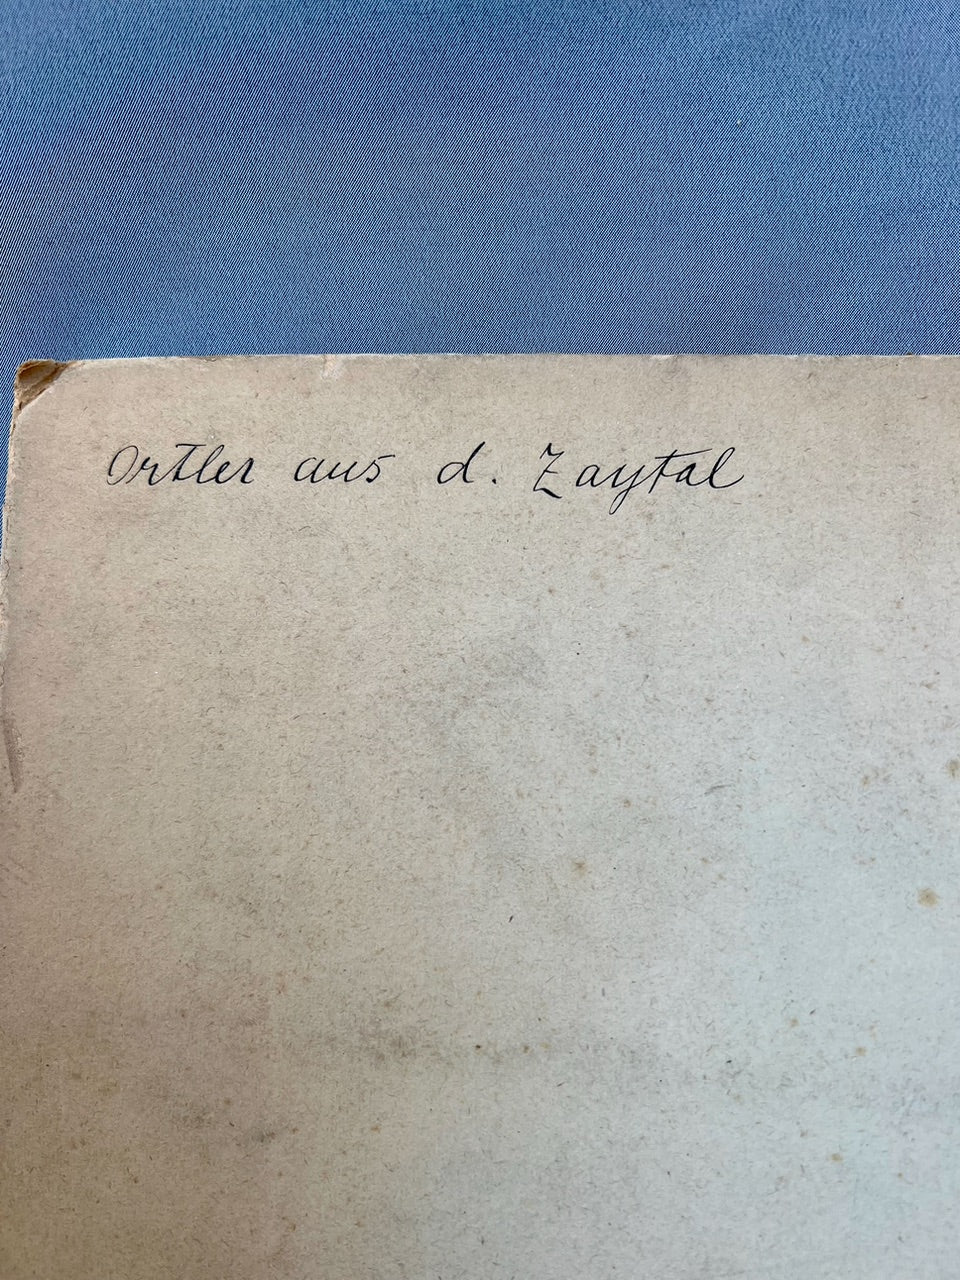 Ortler aus d. Zaytal